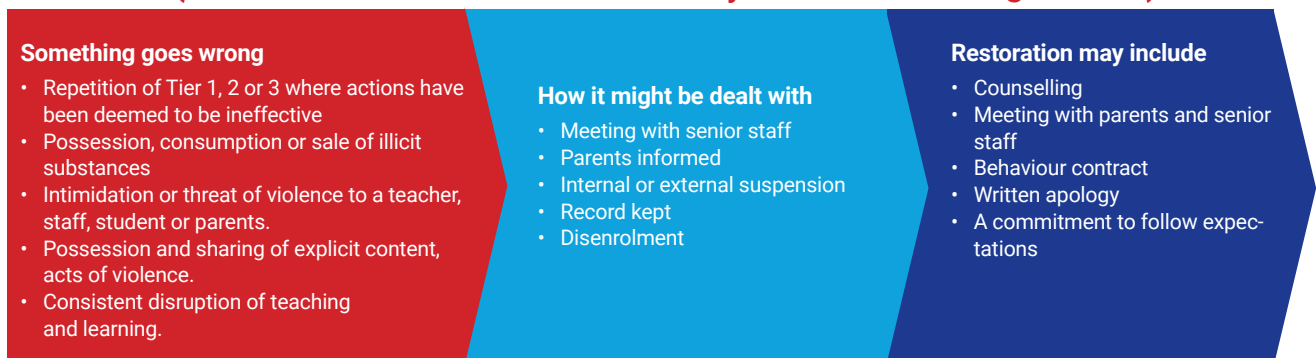 Something goes wrong
• Repetition of Tier 1, 2 or 3 where actions have
been deemed to be ineffective
• Possession, consumption or sale of illicit
substances
• Intimidation or threat of violence to a teacher,
staff, student or parents.
• Possession and sharing of explicit content,
acts of violence.
• Consistent disruption of teaching
and learning.
How it might be dealt with
• Meeting with senior staff
• Parents informed
• Internal or external suspension
• Record kept
• Disenrolment
Restoration may include
• Counselling
• Meeting with parents and senior
staff
• Behaviour contract
• Written apology
• A commitment to follow expec-
tations